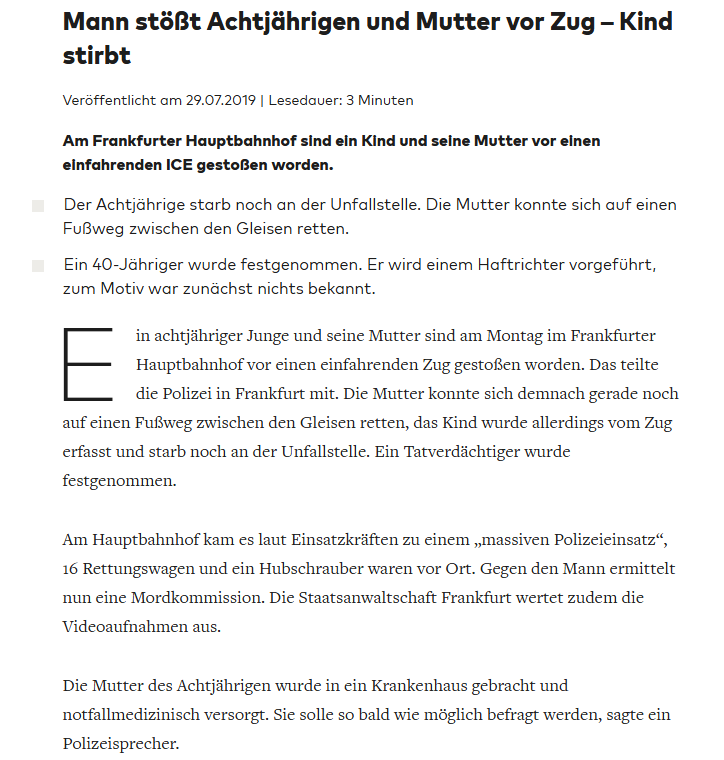 Mann stößt Achtjährigen und Mutter vor Zug – Kind
stirbt
Veröffentlicht am 29.07.2019 | Lesedauer: 3 Minuten
Am Frankfurter Hauptbahnhof sind ein Kind und seine Mutter vor einen
einfahrenden ICE gestoßen worden.
Der Achtjährige starb noch an der Unfallstelle. Die Mutter konnte sich auf einen
Fußweg zwischen den Gleisen retten.
Ein 40-Jähriger wurde festgenommen. Er wird einem Haftrichter vorgeführt,
zum Motiv war zunächst nichts bekannt.
Ein achtjähriger Junge und seine Mutter sind am Montag im Frankfurter
Hauptbahnhof vor einen einfahrenden Zug gestoßen worden. Das teilte
die Polizei in Frankfurt mit. Die Mutter konnte sich demnach gerade noch
auf einen Fußweg zwischen den Gleisen retten, das Kind wurde allerdings vom Zug
erfasst und starb noch an der Unfallstelle. Ein Tatverdächtiger wurde
festgenommen.
Am Hauptbahnhof kam es laut Einsatzkräften zu einem „massiven Polizeieinsatz“,
16 Rettungswagen und ein Hubschrauber waren vor Ort. Gegen den Mann ermittelt
nun eine Mordkommission. Die Staatsanwaltschaft Frankfurt wertet zudem die
Videoaufnahmen aus.
Die Mutter des Achtjährigen wurde in ein Krankenhaus gebracht und
notfallmedizinisch versorgt. Sie solle so bald wie möglich befragt werden, sagte ein
Polizeisprecher.